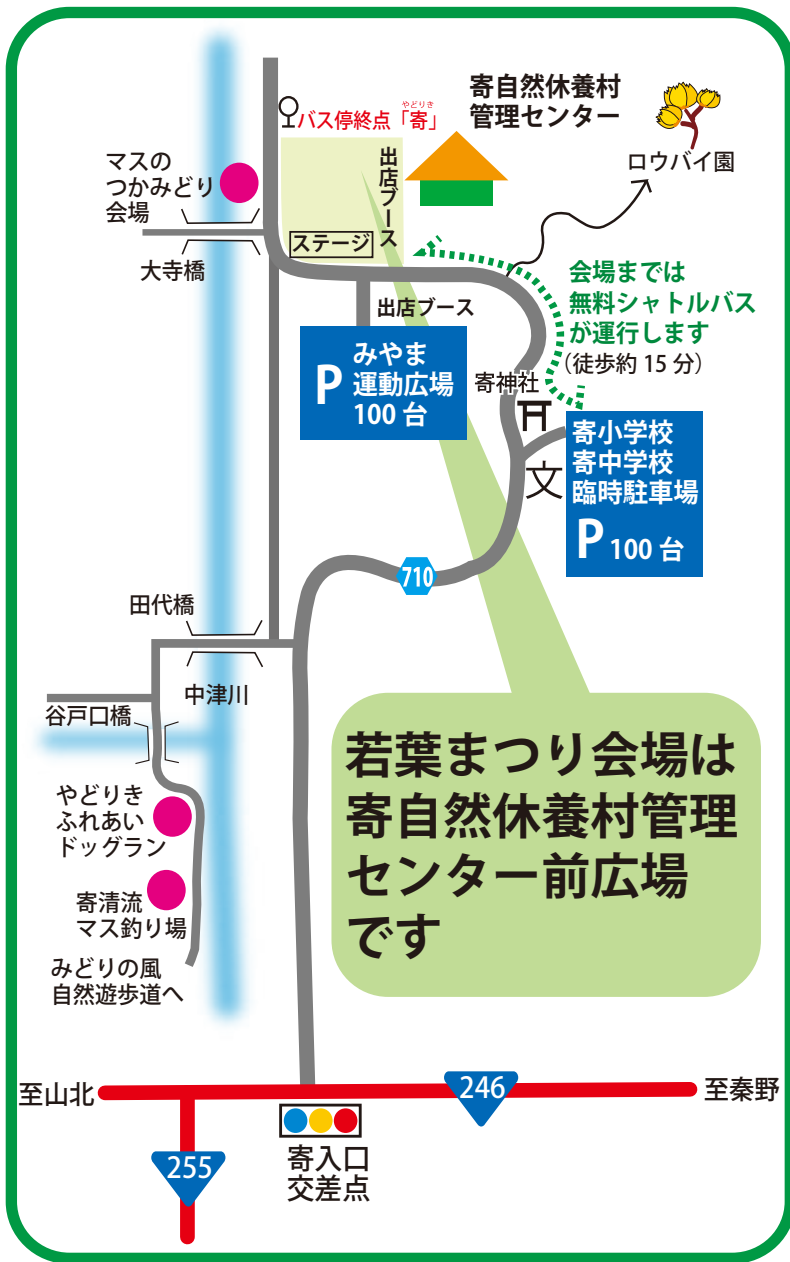 寄自然休養村
管理センター
やどりき
バス停終点「寄」
ロウバイ園
マスの
つかみどり
会場
出店ブース
ステージ
大寺橋
会場までは
無料シャトルバス
が運行します
(徒歩約 15 分)
出店ブース
P みやま
運動広場
100 台
寄神社
文
寄小学校
寄中学校
臨時駐車場
P 100 台
710
田代橋
中津川
谷戸口橋
若葉まつり会場は
寄自然休養村管理
センター前広場
です
やどりき
ふれあい
ドッグラン
寄清流
マス釣り場
みどりの風
自然遊歩道へ
至山北
246
至秦野
255
寄入口
交差点